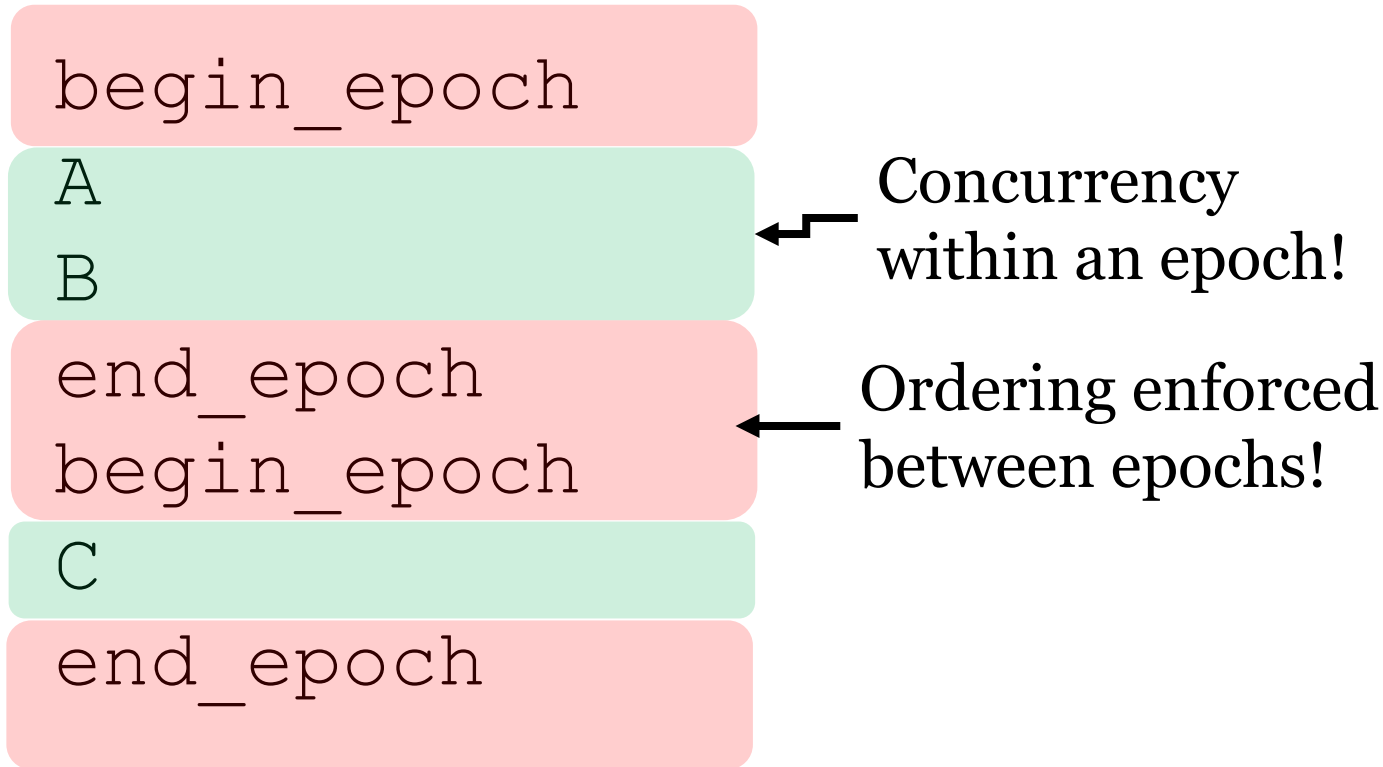 begin_epoch
A
B
end_epoch
begin_epoch
C
end_epoch
Concurrency
within an epoch!
Ordering enforced
between epochs!